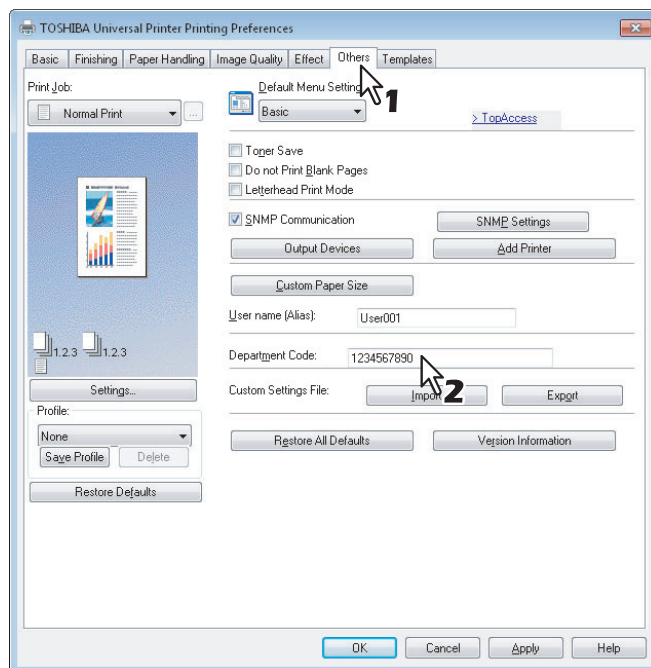 TOSHIBA Universal Printer Printing Preferences
Basic Finishing Paper Handling Image Quality Effect Others Templates
Print Job:
Normal Print
...
1.2.3 1.2.3
Settings...
Profile:
None
Save Profile Delete
Restore Defaults
Default Menu Setting
1
Basic
> TopAccess
Toner Save
Do not Print Blank Pages
Letterhead Print Mode
SNMP Communication SNMP Settings
Output Devices Add Printer
Custom Paper Size
User name (Alias): User001
Department Code: 1234567890
2
Custom Settings File: Import Export
Restore All Defaults Version Information
OK Cancel Apply Help